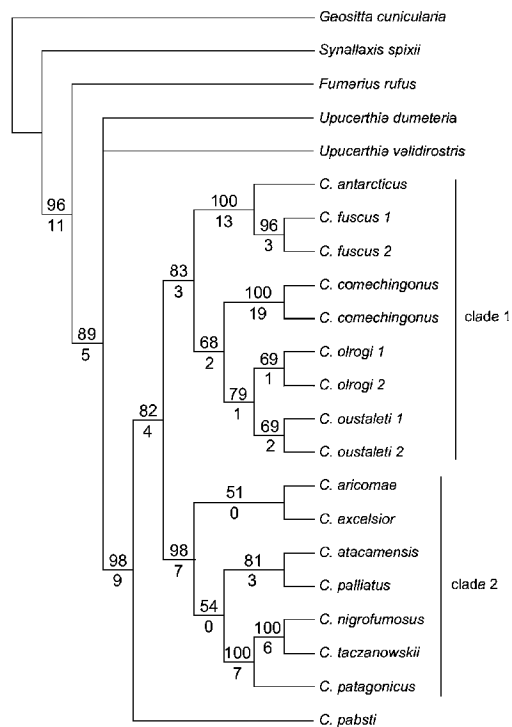 Geositta cunicularia
Synallaxis spixii
96
Furnarius rufus
11
Upucerthia dumeteria
Upucerthia validirostris
89
5
100
C. antarcticus
13
96
C. fuscus 1
3
C. fuscus 2
83
3
100
C. comechingonus
19
C. comechingonus
clade 1
68
2
69
C. olrogi 1
1
C. olrogi 2
79
1
69
C. oustaleti 1
2
C. oustaleti 2
82
4
51
C. aricomae
0
C. excelsior
98
7
81
C. atacamensis
3
C. palliatus
clade 2
98
9
54
0
100
C. nigrofumosus
6
C. taczanowskii
100
7
C. patagonicus
C. pabsti